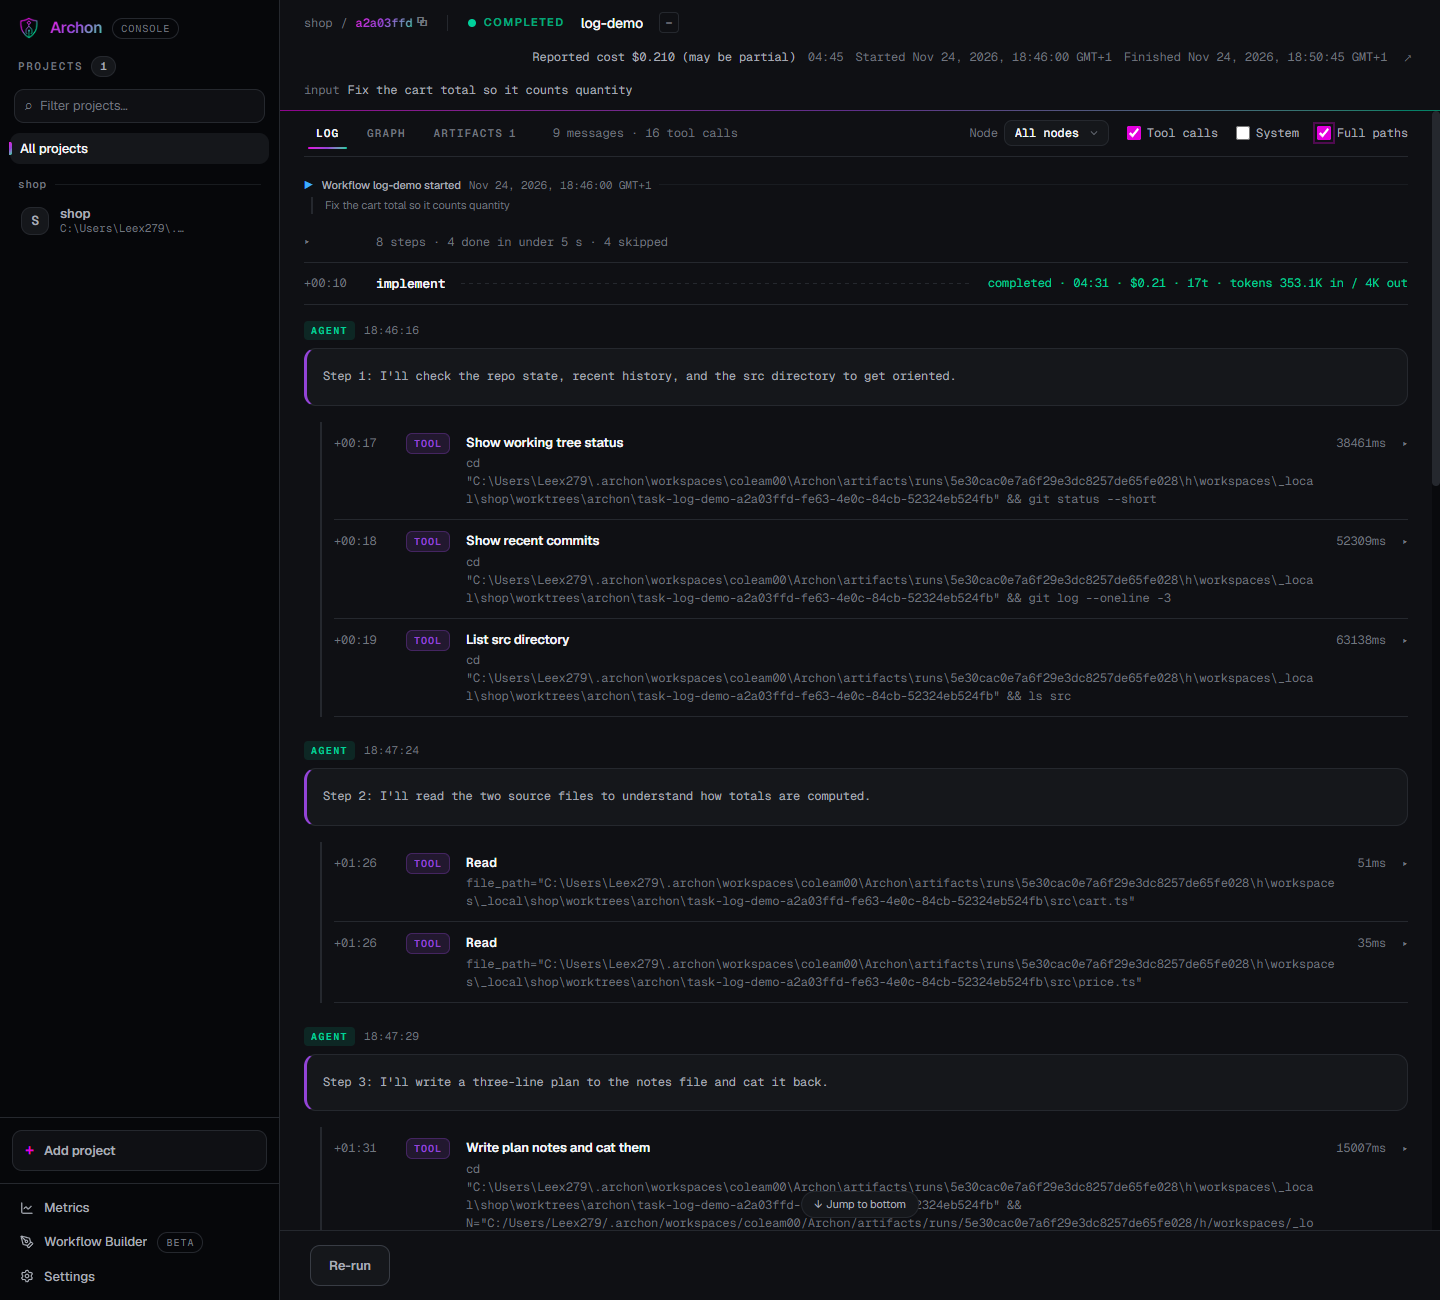 Archon CONSOLE
PROJECTS 1
Filter projects...
All projects
shop
S shop
C:\Users\Leex279\.…
Add project
Metrics
Workflow Builder BETA
Settings
shop / a2a03ffd COMPLETED log-demo
Reported cost $0.210 (may be partial) 04:45 Started Nov 24, 2026, 18:46:00 GMT+1 Finished Nov 24, 2026, 18:50:45 GMT+1 ↗
input Fix the cart total so it counts quantity
LOG GRAPH ARTIFACTS 1 9 messages · 16 tool calls Node All nodes Tool calls System Full paths
Workflow log-demo started Nov 24, 2026, 18:46:00 GMT+1
Fix the cart total so it counts quantity
8 steps · 4 done in under 5 s · 4 skipped
+00:10 implement completed · 04:31 · $0.21 · 17t · tokens 353.1K in / 4K out
AGENT 18:46:16
Step 1: I'll check the repo state, recent history, and the src directory to get oriented.
+00:17 TOOL Show working tree status 38461ms
cd
"C:\Users\Leex279\.archon\workspaces\coleam00\Archon\artifacts\runs\5e30cac0e7a6f29e3dc8257de65fe028\h\workspaces\_loca
l\shop\worktrees\archon\task-log-demo-a2a03ffd-fe63-4e0c-84cb-52324eb524fb" && git status --short
+00:18 TOOL Show recent commits 52309ms
cd
"C:\Users\Leex279\.archon\workspaces\coleam00\Archon\artifacts\runs\5e30cac0e7a6f29e3dc8257de65fe028\h\workspaces\_loca
l\shop\worktrees\archon\task-log-demo-a2a03ffd-fe63-4e0c-84cb-52324eb524fb" && git log --oneline -3
+00:19 TOOL List src directory 63138ms
cd
"C:\Users\Leex279\.archon\workspaces\coleam00\Archon\artifacts\runs\5e30cac0e7a6f29e3dc8257de65fe028\h\workspaces\_loca
l\shop\worktrees\archon\task-log-demo-a2a03ffd-fe63-4e0c-84cb-52324eb524fb" && ls src
AGENT 18:47:24
Step 2: I'll read the two source files to understand how totals are computed.
+01:26 TOOL Read 51ms
file_path="C:\Users\Leex279\.archon\workspaces\coleam00\Archon\artifacts\runs\5e30cac0e7a6f29e3dc8257de65fe028\h\workspace
s\_local\shop\worktrees\archon\task-log-demo-a2a03ffd-fe63-4e0c-84cb-52324eb524fb\src\cart.ts"
+01:26 TOOL Read 35ms
file_path="C:\Users\Leex279\.archon\workspaces\coleam00\Archon\artifacts\runs\5e30cac0e7a6f29e3dc8257de65fe028\h\workspace
s\_local\shop\worktrees\archon\task-log-demo-a2a03ffd-fe63-4e0c-84cb-52324eb524fb\src\price.ts"
AGENT 18:47:29
Step 3: I'll write a three-line plan to the notes file and cat it back.
+01:31 TOOL Write plan notes and cat them 15007ms
cd
"C:\Users\Leex279\.archon\workspaces\coleam00\Archon\artifacts\runs\5e30cac0e7a6f29e3dc8257de65fe028\h\workspaces\_loca
l\shop\worktrees\archon\task-log-demo-a2a03ffd- 2324eb524fb" &&
↓ Jump to bottom
N="C:/Users/Leex279/.archon/workspaces/coleam00/Archon/artifacts/runs/5e30cac0e7a6f29e3dc8257de65fe028/h/workspaces/_lo
Re-run